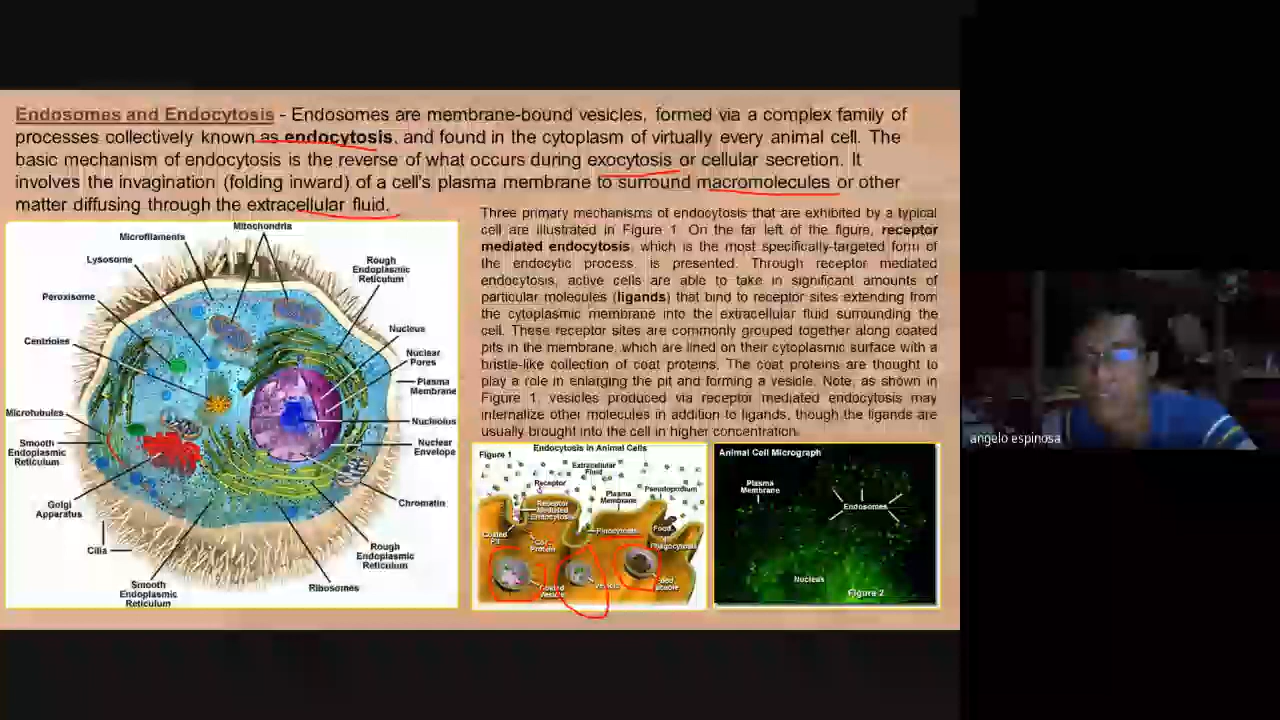 Endosomes and Endocytosis - Endosomes are membrane-bound vesicles, formed via a complex family of
processes collectively known as endocytosis, and found in the cytoplasm of virtually every animal cell. The
basic mechanism of endocytosis is the reverse of what occurs during exocytosis or cellular secretion. It
involves the invagination (folding inward) of a cell's plasma membrane to surround macromolecules or other
matter diffusing through the extracellular fluid.
Three primary mechanisms of endocytosis that are exhibited by a typical
cell are illustrated in Figure 1. On the far left of the figure, receptor
mediated endocytosis, which is the most specifically-targeted form of
the endocytic process, is presented. Through receptor mediated
endocytosis, active cells are able to take in significant amounts of
particular molecules (ligands) that bind to receptor sites extending from
the cytoplasmic membrane into the extracellular fluid surrounding the
cell. These receptor sites are commonly grouped together along coated
pits in the membrane, which are lined on their cytoplasmic surface with a
bristle-like collection of coat proteins. The coat proteins are thought to
play a role in enlarging the pit and forming a vesicle. Note, as shown in
Figure 1, vesicles produced via receptor mediated endocytosis may
internalize other molecules in addition to ligands, though the ligands are
usually brought into the cell in higher concentration.
Mitochondria
Microfilaments
Lysosome
Rough
Endoplasmic
Reticulum
Peroxisome
Nucleus
Centrioles
Nuclear
Pores
Plasma
Membrane
Microtubules
Nucleolus
Smooth
Endoplasmic
Reticulum
Nuclear
Envelope
Golgi
Apparatus
Chromatin
Cilia
Rough
Endoplasmic
Reticulum
Smooth
Endoplasmic
Reticulum
Ribosomes
Endocytosis in Animal Cells
Figure 1
Extracellular
Fluid
Receptor
Plasma
Membrane
Pseudopodium
Receptor
Mediated
Endocytosis
Coated
Pit
Coat
Protein
Pinocytosis
Food
Phagocytosis
Coated
Vesicle
Vesicle
Food
Vacuole
Animal Cell Micrograph
Plasma
Membrane
Endosomes
Nucleus
Figure 2
angelo espinosa